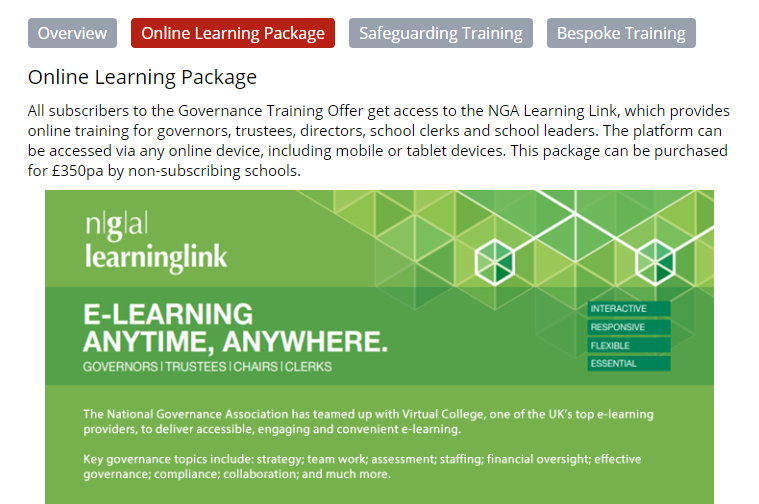 Overview
Online Learning Package
Safeguarding Training
Bespoke Training
Online Learning Package
All subscribers to the Governance Training Offer get access to the NGA Learning Link, which provides
online training for governors, trustees, directors, school clerks and school leaders. The platform can
be accessed via any online device, including mobile or tablet devices. This package can be purchased
for £350pa by non-subscribing schools.
n|g|a|
learninglink
E-LEARNING
ANYTIME, ANYWHERE.
GOVERNORS | TRUSTEES | CHAIRS | CLERKS
INTERACTIVE
RESPONSIVE
FLEXIBLE
ESSENTIAL
The National Governance Association has teamed up with Virtual College, one of the UK's top e-learning
providers, to deliver accessible, engaging and convenient e-learning.
Key governance topics include: strategy; team work; assessment; staffing; financial oversight; effective
governance; compliance; collaboration; and much more.